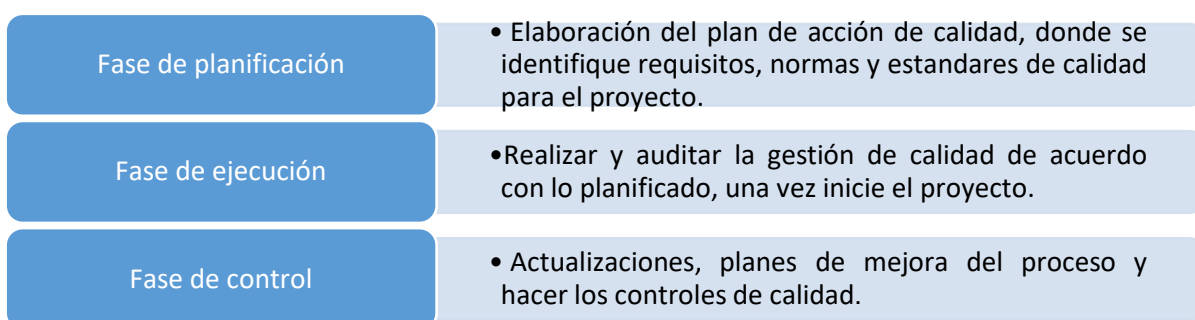 Fase de planificación
• Elaboración del plan de acción de calidad, donde se
identifique requisitos, normas y estandares de calidad
para el proyecto.
Fase de ejecución
•Realizar y auditar la gestión de calidad de acuerdo
con lo planificado, una vez inicie el proyecto.
Fase de control
• Actualizaciones, planes de mejora del proceso y
hacer los controles de calidad.